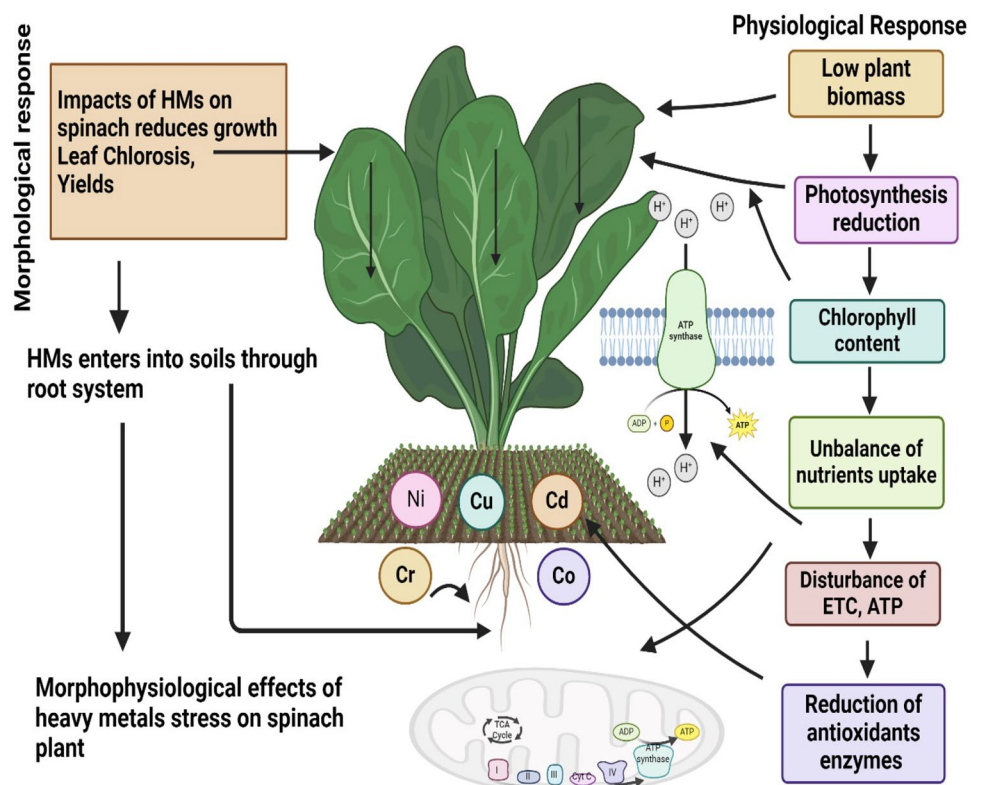 Morphological response
Impacts of HMs on
spinach reduces growth
Leaf Chlorosis,
Yields
HMs enters into soils through
root system
Morphophysiological effects of
heavy metals stress on spinach
plant
Ni
Cu
Cd
Cr
Co
H⁺
H⁺
H⁺
ATP
synthase
ADP
+
P
ATP
H⁺
H⁺
TCA
Cycle
I
II
III
Cyt C
IV
ADP
ATP
ATP
synthase
Physiological Response
Low plant
biomass
Photosynthesis
reduction
Chlorophyll
content
Unbalance of
nutrients uptake
Disturbance of
ETC, ATP
Reduction of
antioxidants
enzymes